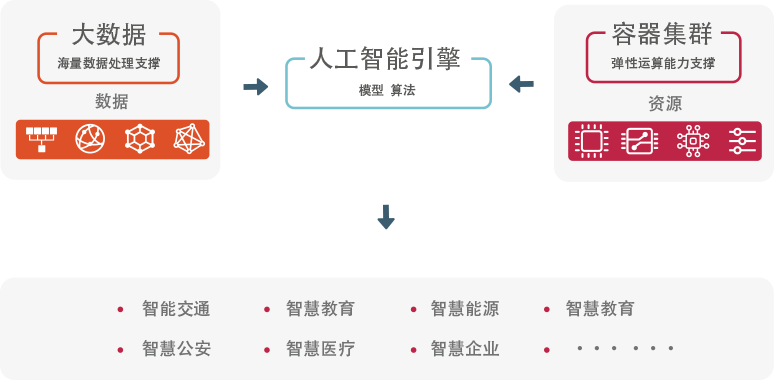 大数据
海量数据处理支撑
数据
人工智能引擎
模型 算法
容器集群
弹性运算能力支撑
资源
• 智能交通 • 智慧教育 • 智慧能源 • 智慧教育
• 智慧公安 • 智慧医疗 • 智慧企业 • ······